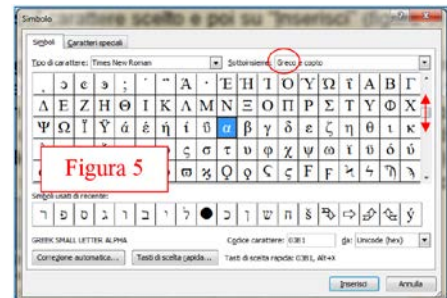 Simbolo
Simboli Caratteri speciali
Tipo di carattere: Times New Roman Sottoinsieme: Greco e copto
ͻ ͼ ͽ ; ΄ ΅ Ά · Έ Ή Ί Ό Ύ Ώ ΐ Α Β Γ
Δ Ε Ζ Η Θ Ι Κ Λ Μ Ν Ξ Ο Π Ρ Σ Τ Υ Φ Χ
Ψ Ω Ϊ Ϋ ά έ ή ί ΰ α β γ δ ε ζ η θ ι κ
ς σ τ υ φ χ ψ ω ϊ ϋ ό ύ
Figura 5
Simboli usati di recente:
GREEK SMALL LETTER ALPHA Codice carattere: 03B1 da: Unicode (hex)
Correzione automatica... Tasti di scelta rapida... Tasti di scelta rapida: 03B1, Alt+X
Inserisci Annulla